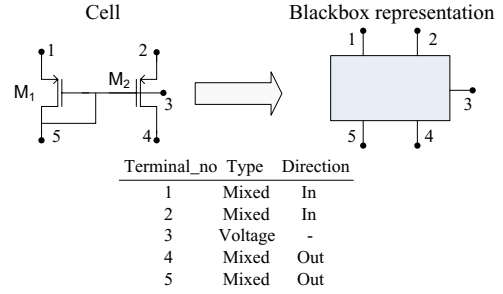 Cell
Blackbox representation
1
2
M1
M2
3
5
4
1
2
3
5
4
Terminal_no Type Direction
1 Mixed In
2 Mixed In
3 Voltage -
4 Mixed Out
5 Mixed Out